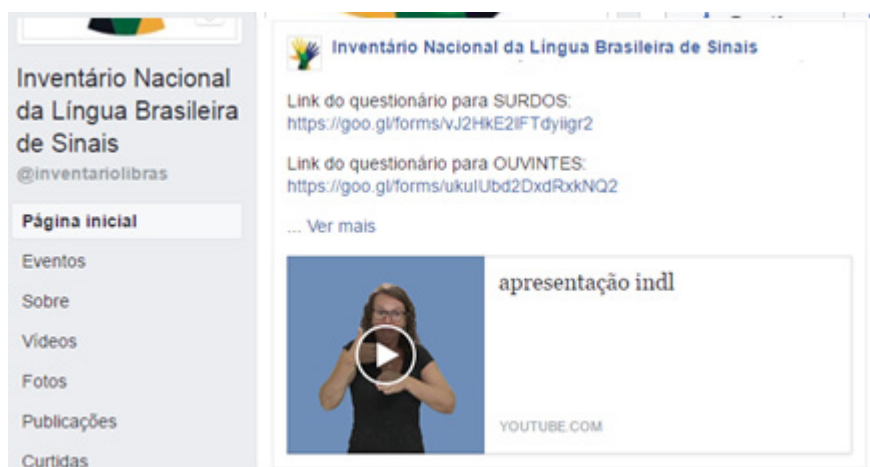 Inventário Nacional
da Língua Brasileira
de Sinais
@inventariolibras
Página inicial
Eventos
Sobre
Vídeos
Fotos
Publicações
Curtidas
Inventário Nacional da Língua Brasileira de Sinais
Link do questionário para SURDOS:
https://goo.gl/forms/vJ2HkE2lFTdyiigr2
Link do questionário para OUVINTES:
https://goo.gl/forms/ukulUbd2DxdRxkNQ2
... Ver mais
apresentação indl
YOUTUBE.COM